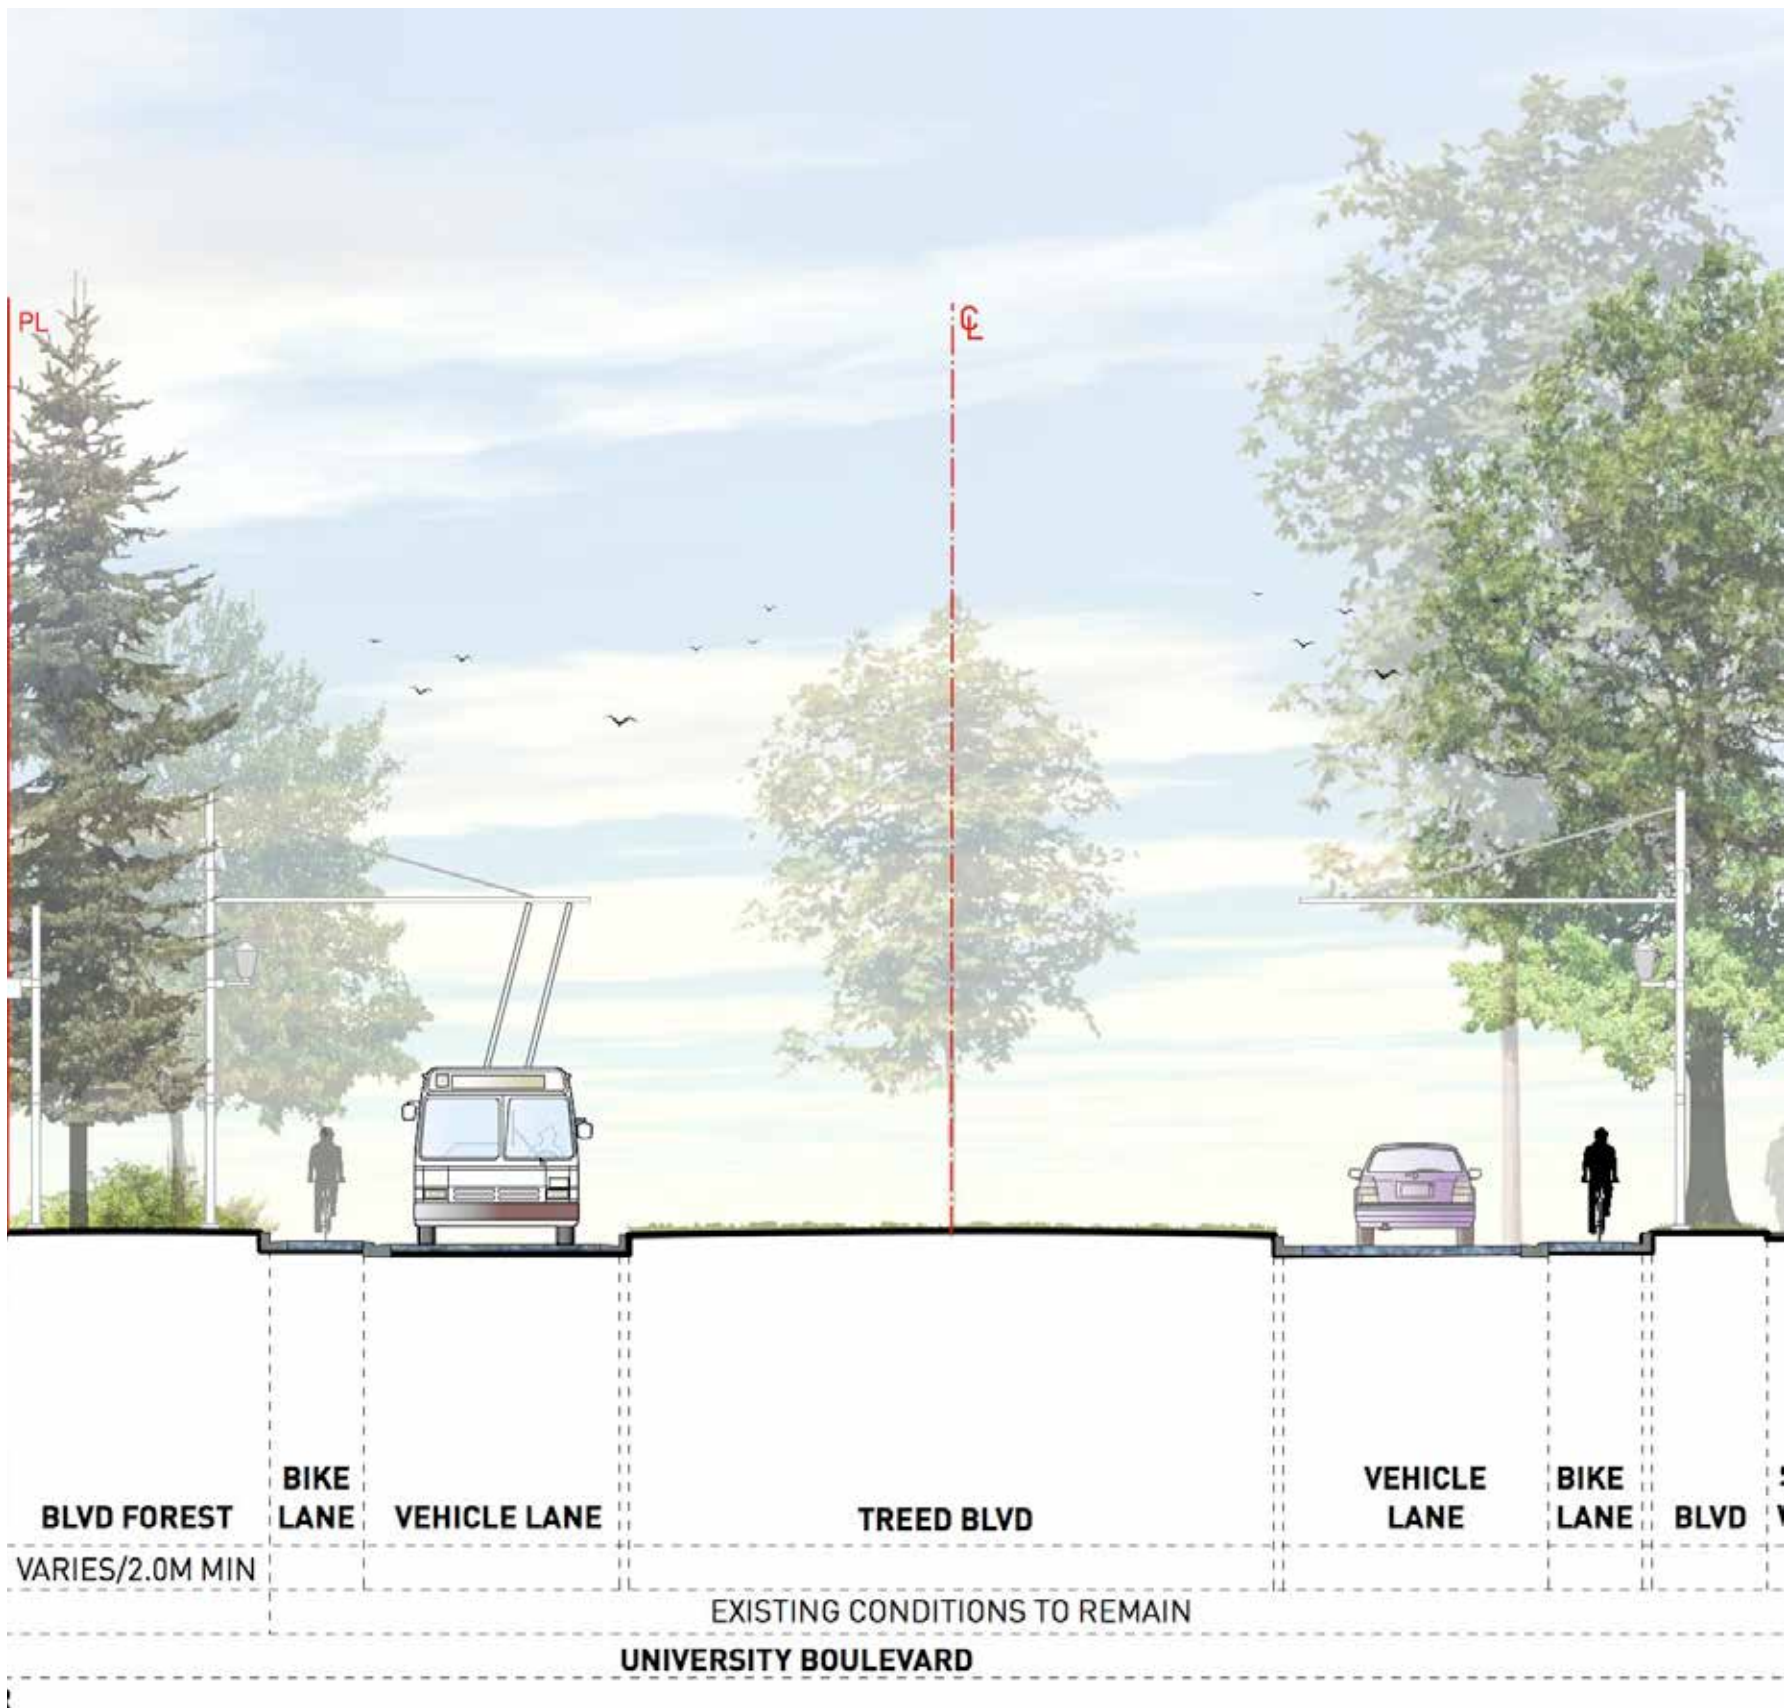 PL
CL
BLVD FOREST
BIKE
LANE
VEHICLE LANE
TREED BLVD
VEHICLE
LANE
BIKE
LANE
BLVD
VARIES/2.0M MIN
EXISTING CONDITIONS TO REMAIN
UNIVERSITY BOULEVARD